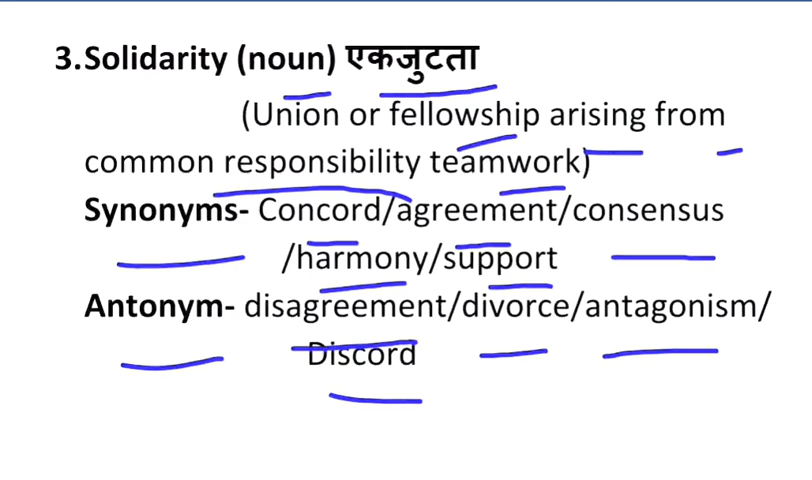 3.Solidarity (noun) एकजुटता
(Union or fellowship arising from
common responsibility teamwork)
Synonyms- Concord/agreement/consensus
/harmony/support
Antonym- disagreement/divorce/antagonism/
Discord